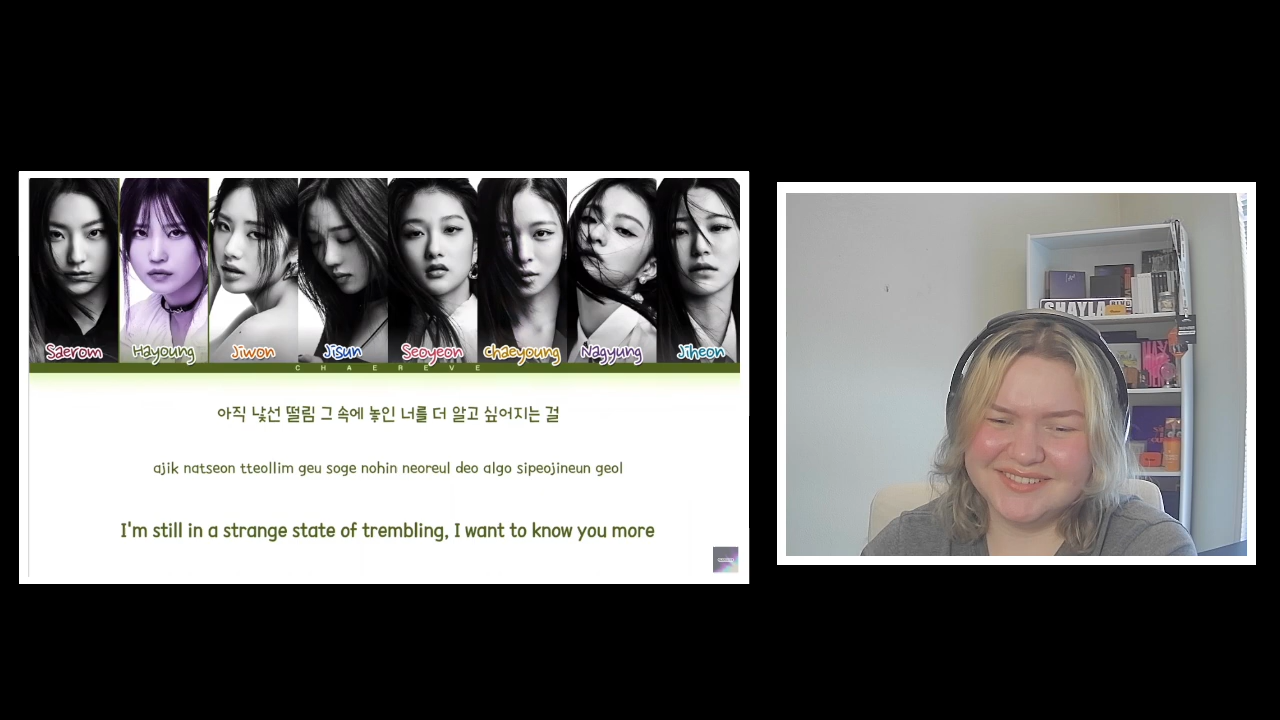 Saerom
Hayoung
Jiwon
Jisun
Seoyeon
Chaeyoung
Nagyung
Jiheon
CHAEREVE
아직 낯선 떨림 그 속에 놓인 너를 더 알고 싶어지는 걸
ajik natseon tteollim geu soge nohin neoreul deo algo sipeojineun geol
I'm still in a strange state of trembling, I want to know you more
SHAYLA